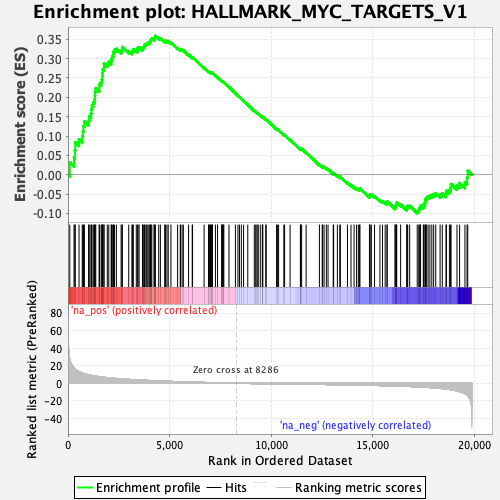 Enrichment plot: HALLMARK_MYC_TARGETS_V1
Enrichment score (ES)
0.35
0.30
0.25
0.20
0.15
0.10
0.05
0.00
-0.05
-0.10
'na_pos' (positively correlated)
Ranked list metric (PreRanked)
80
60
40
20
0
-20
-40
Zero cross at 8286
'na_neg' (negatively correlated)
0
5,000
10,000
15,000
20,000
Rank in Ordered Dataset
Enrichment profile
Hits
Ranking metric scores